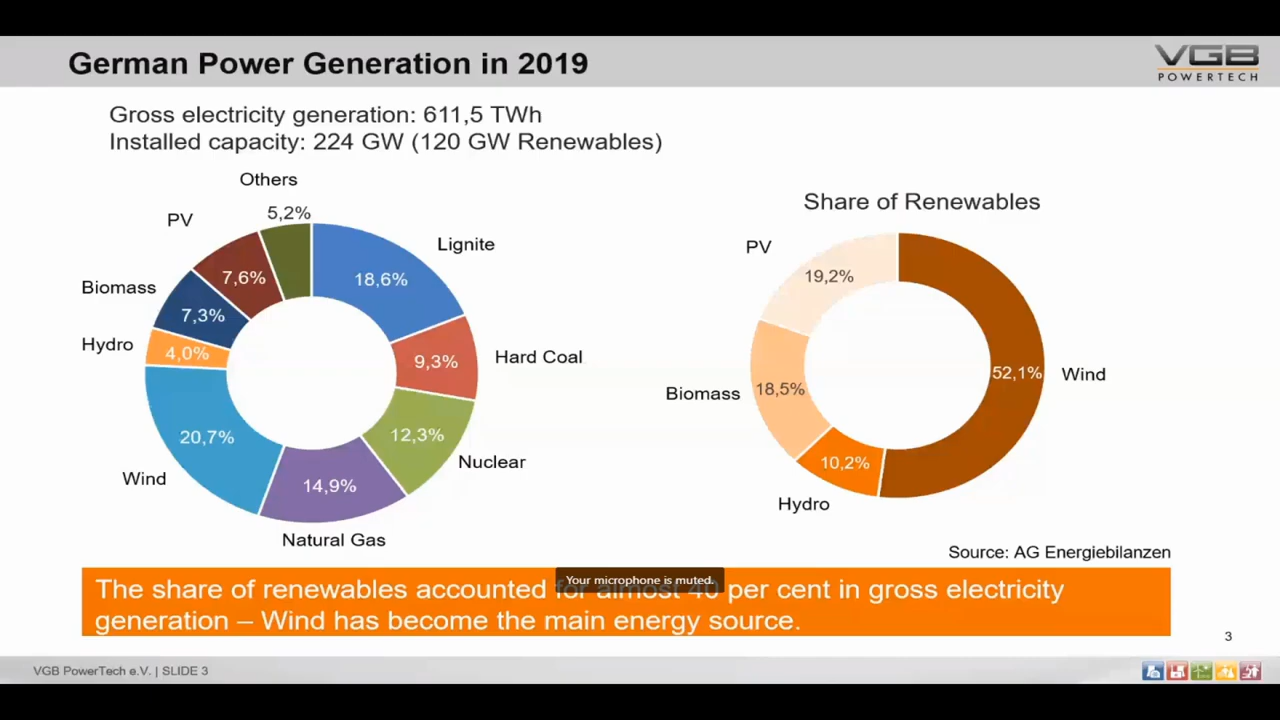 German Power Generation in 2019
VGB
POWERTECH
Gross electricity generation: 611,5 TWh
Installed capacity: 224 GW (120 GW Renewables)
Others
5,2%
PV
7,6%
Lignite
18,6%
Biomass
7,3%
Hydro
4,0%
Hard Coal
9,3%
12,3%
Nuclear
20,7%
Wind
14,9%
Natural Gas
Share of Renewables
PV
19,2%
52,1%
Wind
Biomass
18,5%
10,2%
Hydro
Source: AG Energiebilanzen
The share of renewables accounted for almost 40 per cent in gross electricity
generation – Wind has become the main energy source.
Your microphone is muted.
3
VGB PowerTech e.V. | SLIDE 3